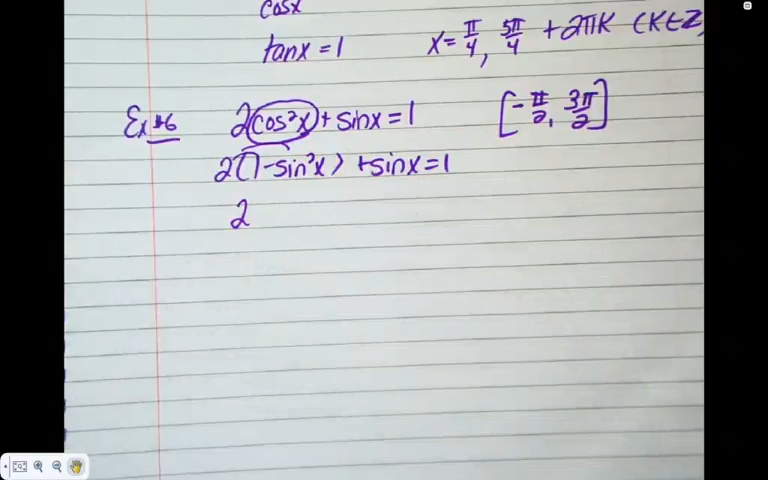 cosx
tanx = 1 x = π/4, 5π/4 + 2πK (K∈Z)
Ex #6 2cos²x + sinx = 1 [-π/2, 3π/2]
2(1-sin²x) + sinx = 1
2